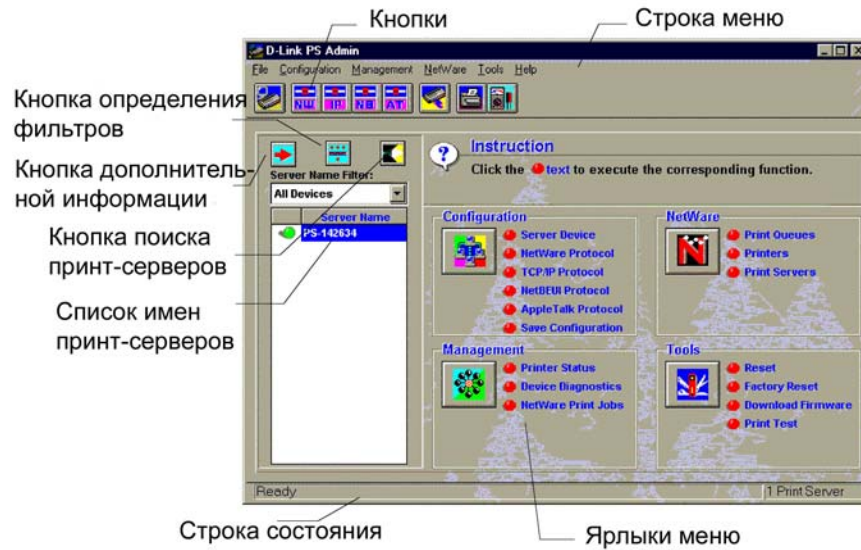 Кнопки
Строка меню
D-Link PS Admin
File Configuration Management NetWare Tools Help
NW IP NB AT
Кнопка определения
фильтров
Кнопка дополнитель-
ной информации
Кнопка поиска
принт-серверов
Список имен
принт-серверов
Server Name Filter:
All Devices
Server Name
PS-142634
Instruction
Click the text to execute the corresponding function.
Configuration
Server Device
NetWare Protocol
TCP/IP Protocol
NetBEUI Protocol
AppleTalk Protocol
Save Configuration
NetWare
Print Queues
Printers
Print Servers
Management
Printer Status
Device Diagnostics
NetWare Print Jobs
Tools
Reset
Factory Reset
Download Firmware
Print Test
Ready
1 Print Server
Строка состояния
Ярлыки меню